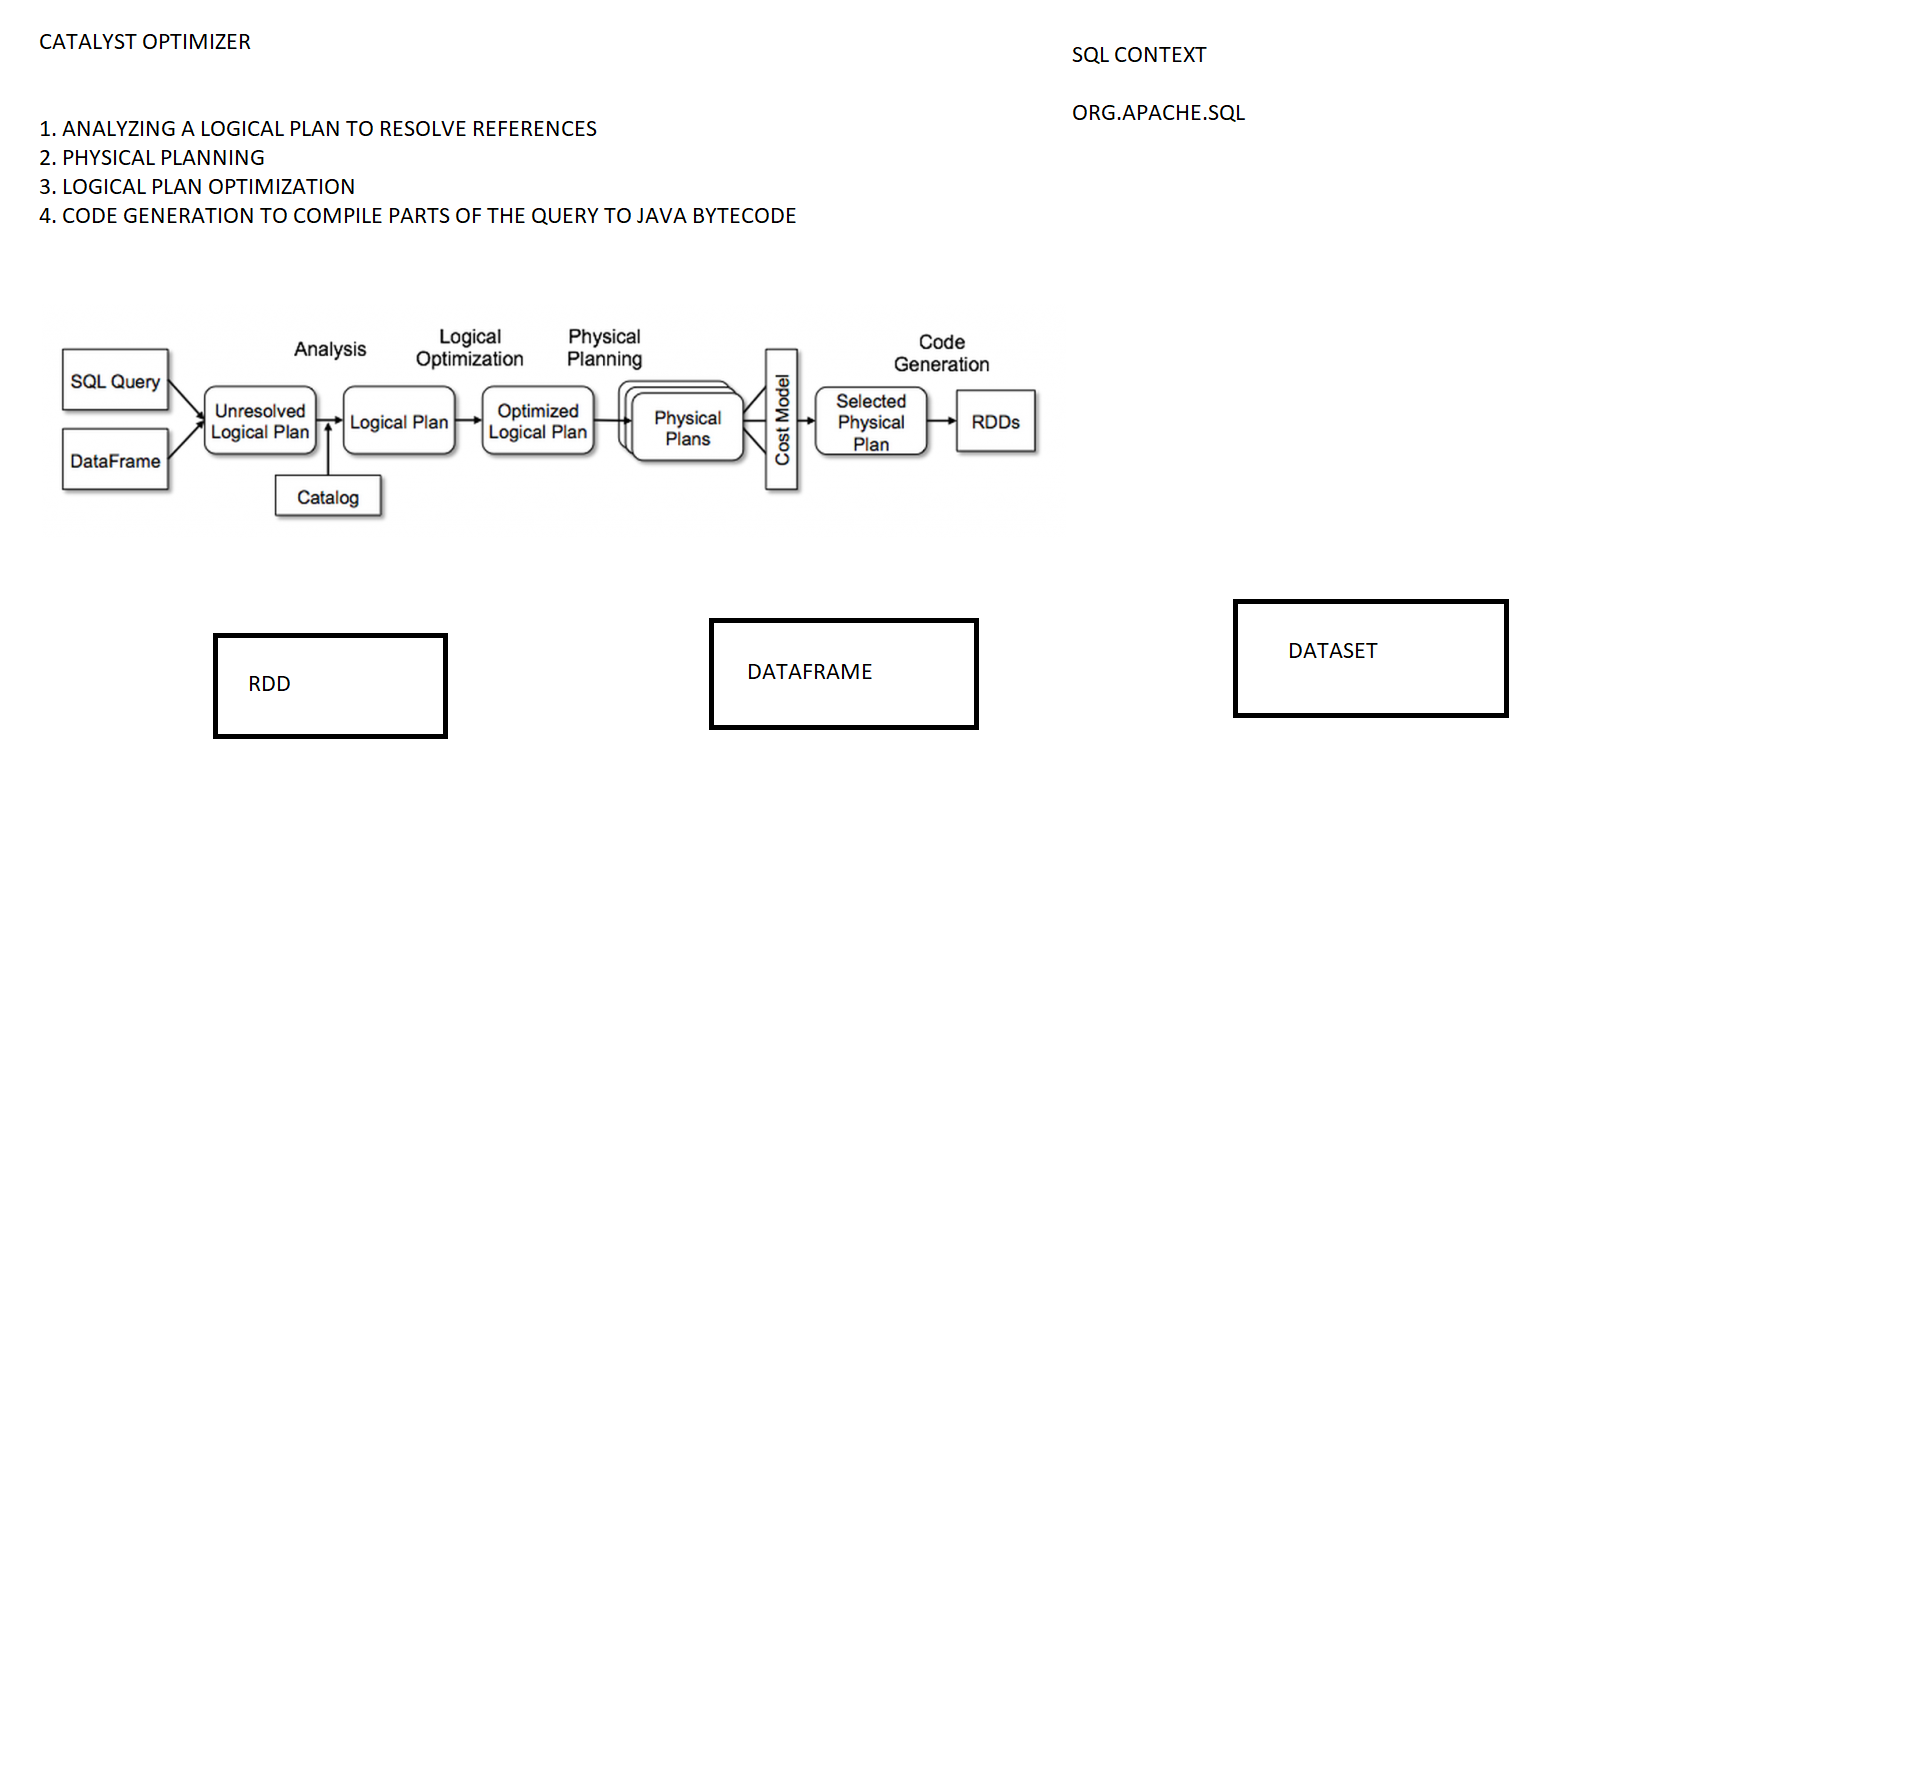 CATALYST OPTIMIZER
SQL CONTEXT
ORG.APACHE.SQL
1. ANALYZING A LOGICAL PLAN TO RESOLVE REFERENCES
2. PHYSICAL PLANNING
3. LOGICAL PLAN OPTIMIZATION
4. CODE GENERATION TO COMPILE PARTS OF THE QUERY TO JAVA BYTECODE
Analysis
Logical
Optimization
Physical
Planning
Code
Generation
SQL Query
DataFrame
Unresolved
Logical Plan
Catalog
Logical Plan
Optimized
Logical Plan
Physical
Plans
Cost Model
Selected
Physical
Plan
RDDs
RDD
DATAFRAME
DATASET